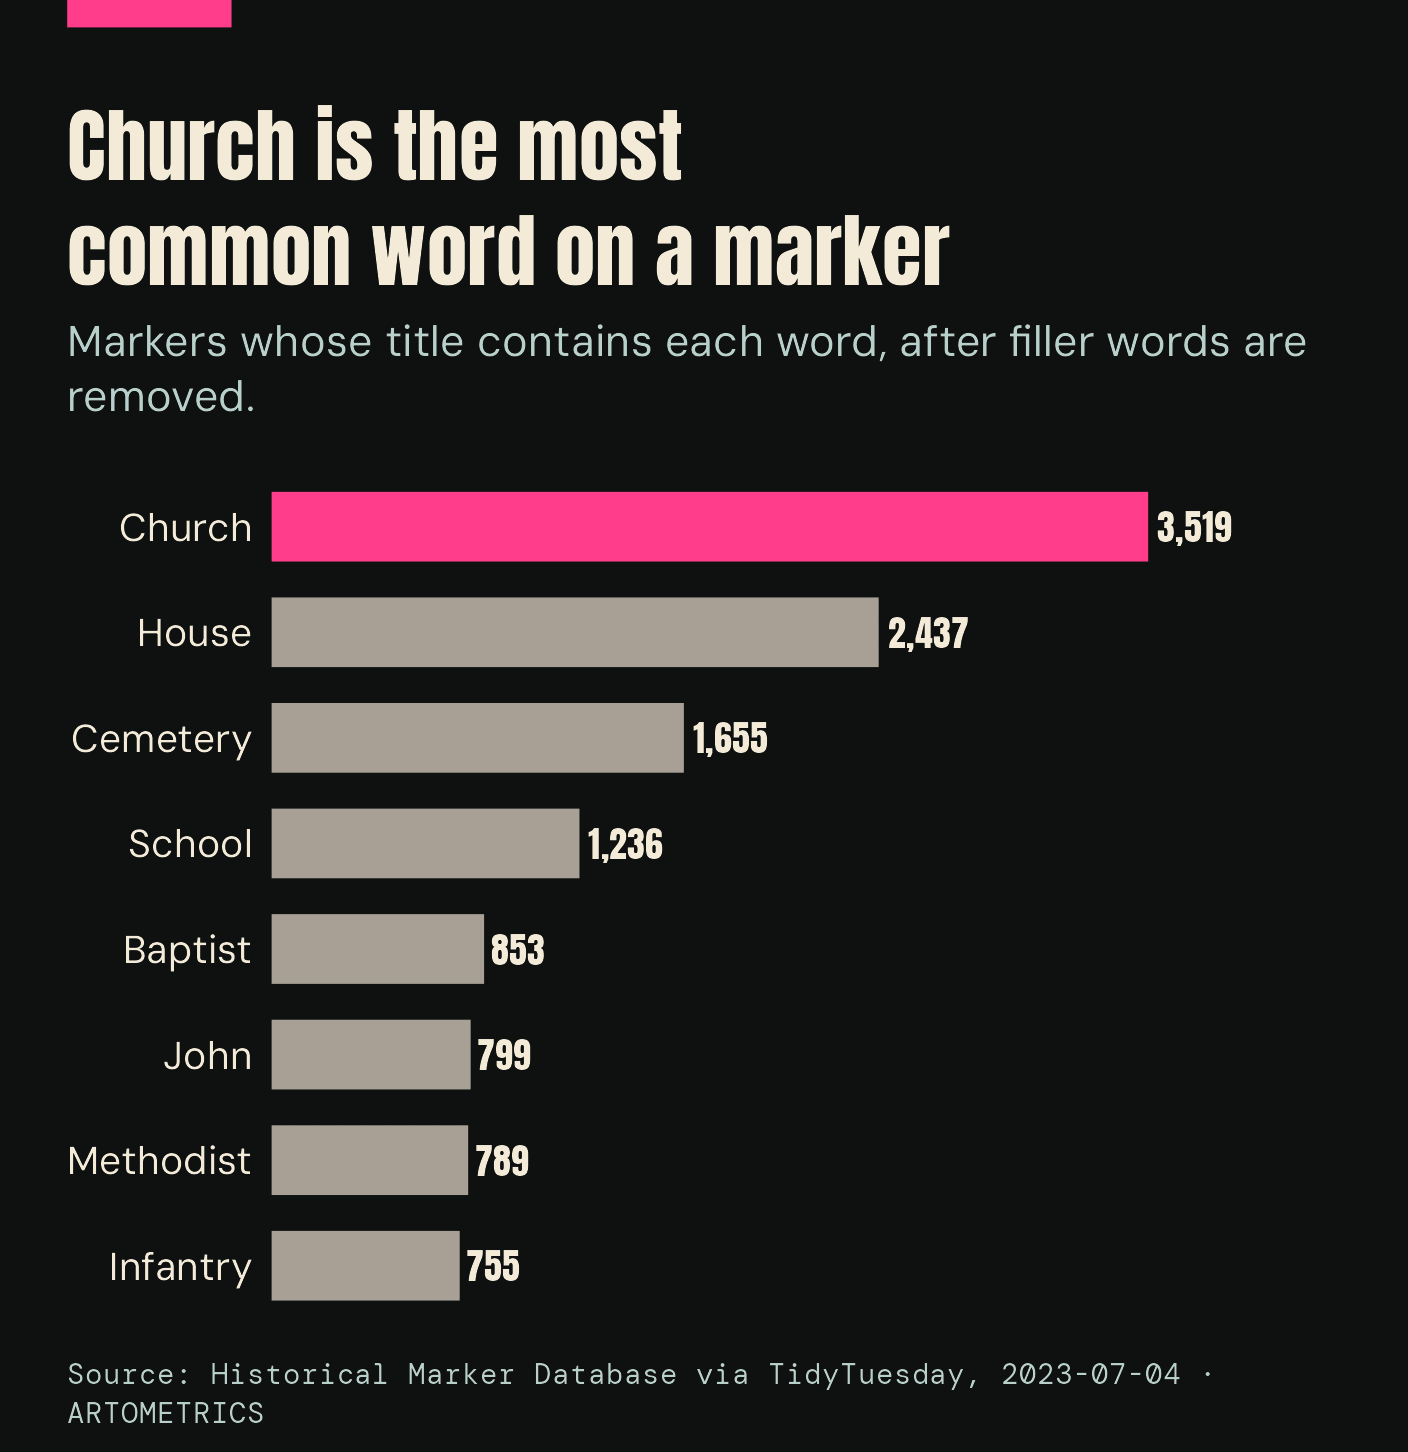 Church is the most
common word on a marker
Markers whose title contains each word, after filler words are
removed.
Church 3,519
House 2,437
Cemetery 1,655
School 1,236
Baptist 853
John 799
Methodist 789
Infantry 755
Source: Historical Marker Database via TidyTuesday, 2023-07-04 ·
ARTOMETRICS